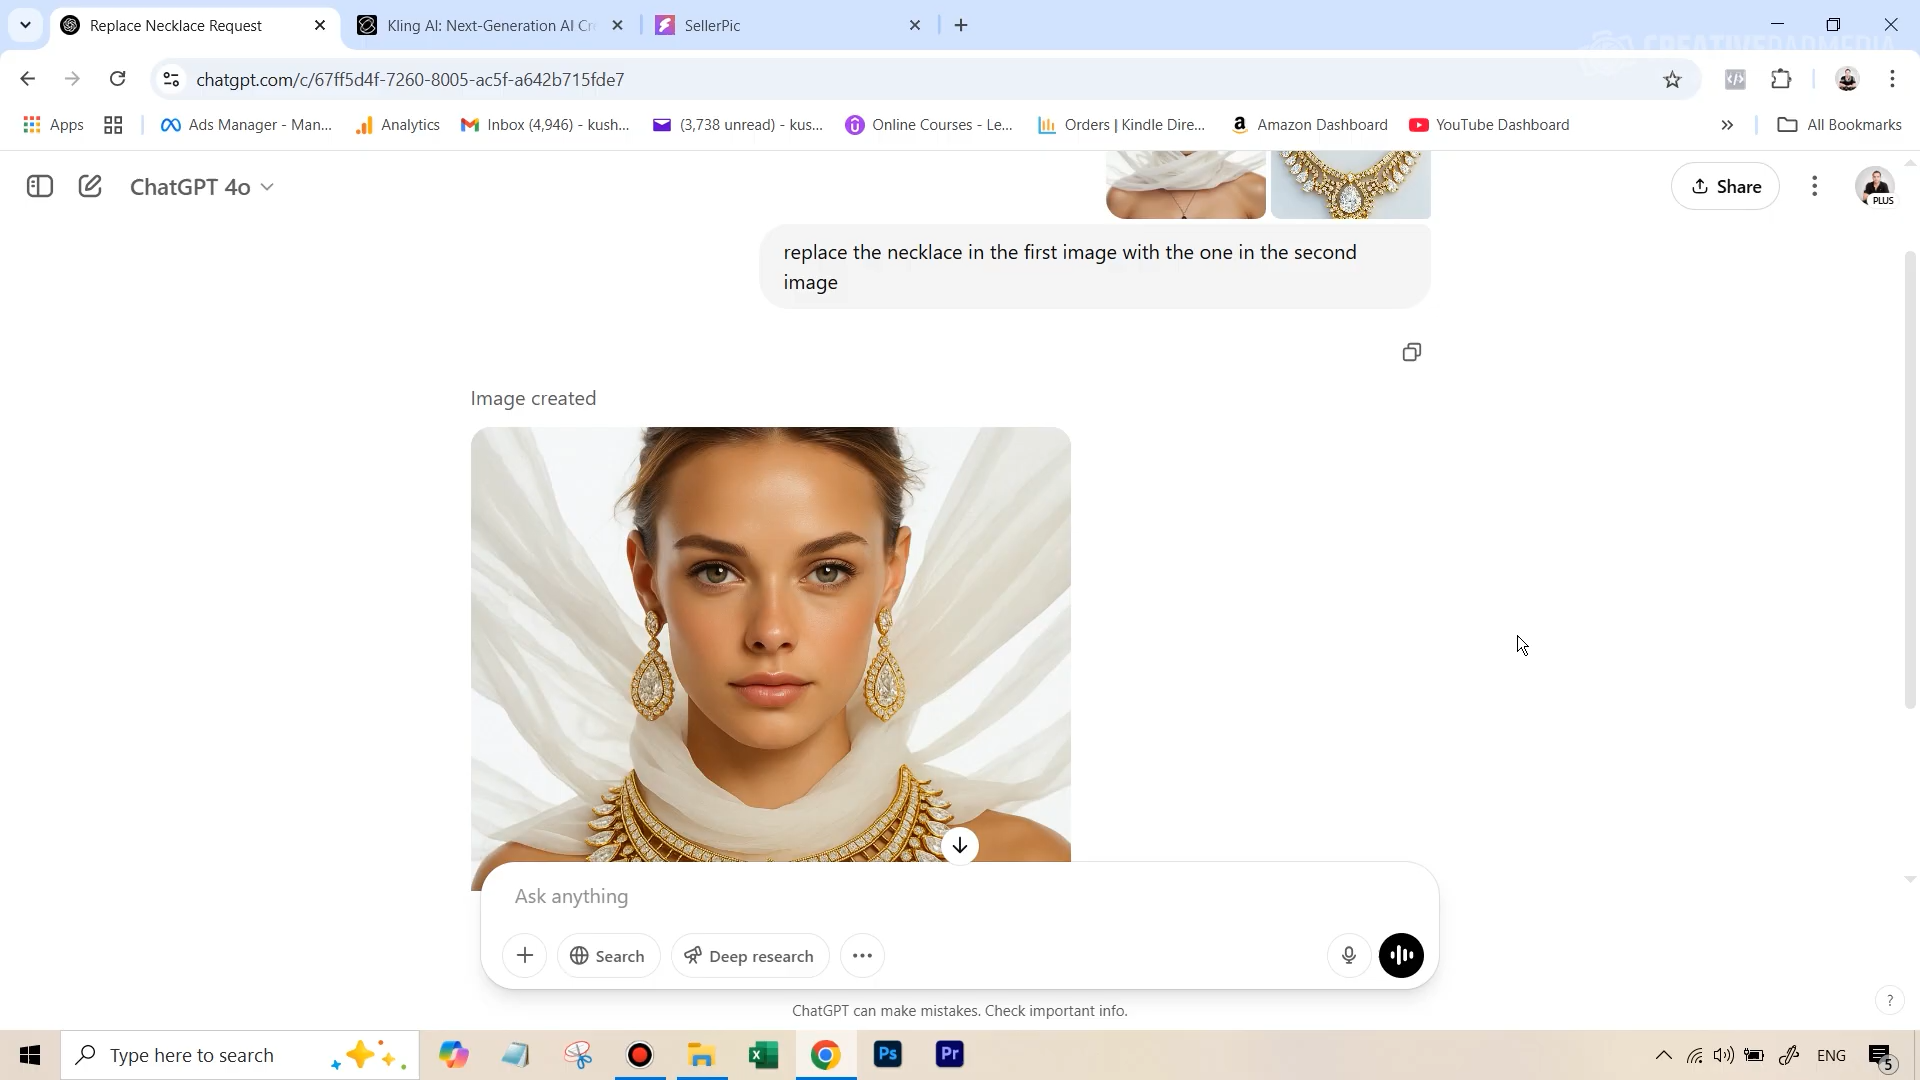 Replace Necklace Request
Kling AI: Next-Generation AI Cr
SellerPic
CREATIVEPADMEDIA
chatgpt.com/c/67ff5d4f-7260-8005-ac5f-a642b715fde7
Apps
Ads Manager - Man...
Analytics
Inbox (4,946) - kush...
(3,738 unread) - kus...
Online Courses - Le...
Orders | Kindle Dire...
Amazon Dashboard
YouTube Dashboard
All Bookmarks
ChatGPT 4o
Share
PLUS
replace the necklace in the first image with the one in the second
image
Image created
Ask anything
Search
Deep research
ChatGPT can make mistakes. Check important info.
?
Type here to search
Ps
Pr
ENG
5